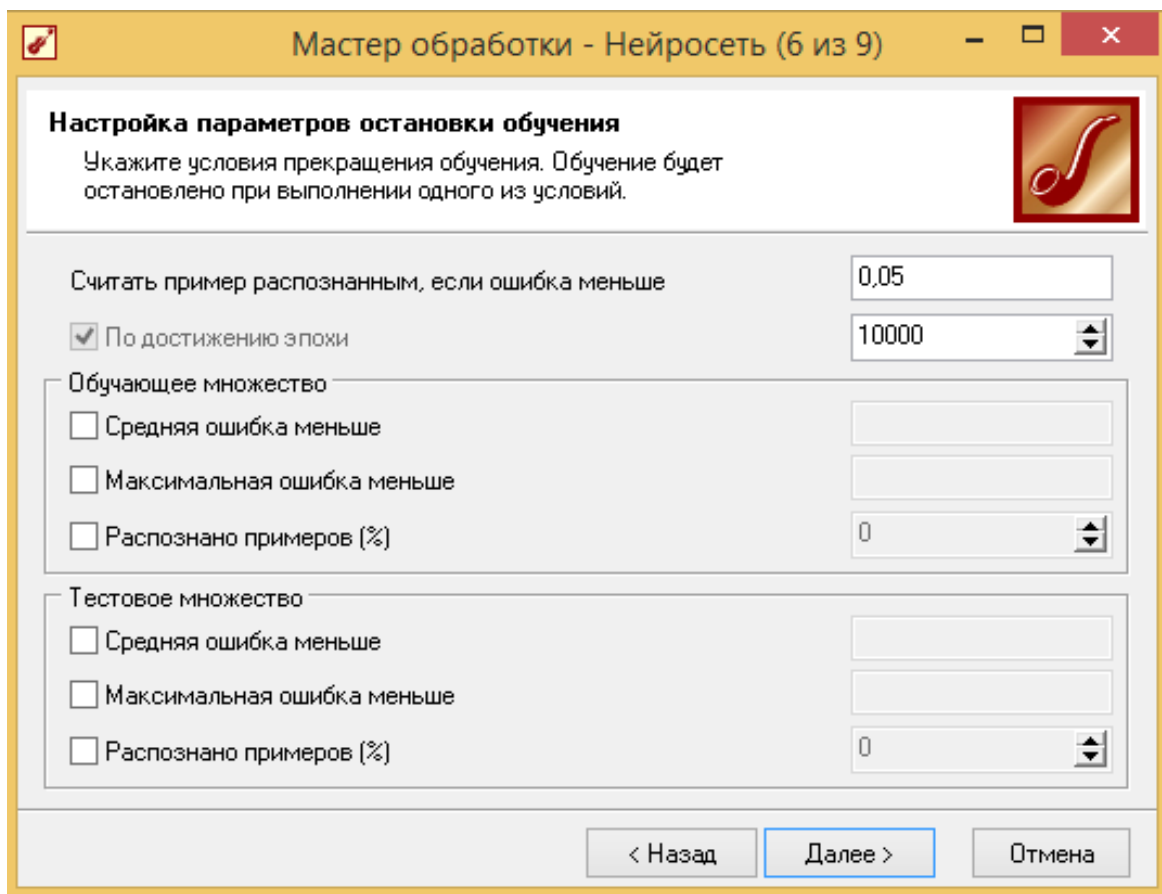 Мастер обработки - Нейросеть (6 из 9)
Настройка параметров остановки обучения
Укажите условия прекращения обучения. Обучение будет
остановлено при выполнении одного из условий.
Считать пример распознанным, если ошибка меньше 0,05
По достижению эпохи 10000
Обучающее множество
Средняя ошибка меньше
Максимальная ошибка меньше
Распознано примеров (%) 0
Тестовое множество
Средняя ошибка меньше
Максимальная ошибка меньше
Распознано примеров (%) 0
< Назад Далее > Отмена